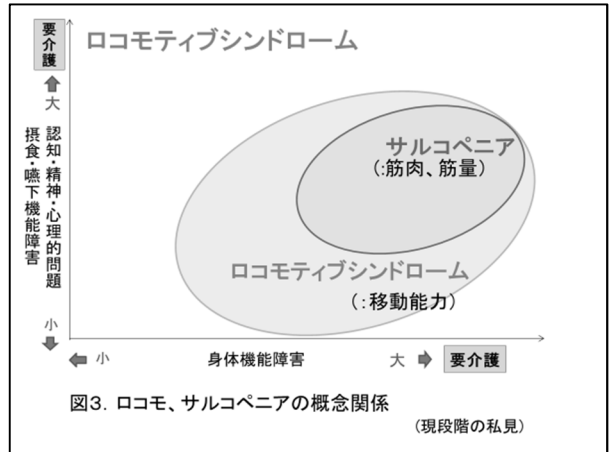 要介護
ロコモティブシンドローム
大
認知・精神・心理的問題
摂食・嚥下機能障害
小
サルコペニア
(:筋肉、筋量)
ロコモティブシンドローム
(:移動能力)
小
身体機能障害
大
要介護
図3. ロコモ、サルコペニアの概念関係
(現段階の私見)